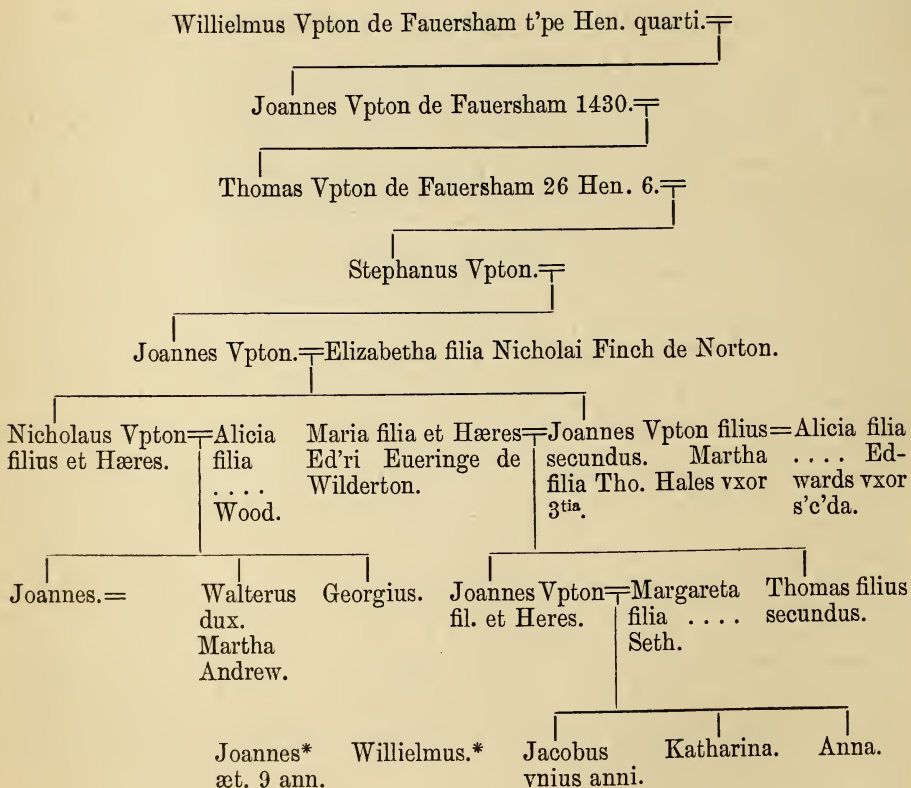 Willielmus Vpton de Fauersham t'pe Hen. quarti.
Joannes Vpton de Fauersham 1430.
Thomas Vpton de Fauersham 26 Hen. 6.
Stephanus Vpton.
Joannes Vpton.=Elizabetha filia Nicholai Finch de Norton.
Nicholaus Vpton
filius et Hæres.
Alicia
filia
. . . .
Wood.
Maria filia et Hæres
Ed'ri Eueringe de
Wilderton.
Joannes Vpton filius
secundus. Martha
filia Tho. Hales vxor
3tia.
Alicia filia
. . . . Ed-
wards vxor
s'c'da.
Joannes.=
Walterus
dux.
Martha
Andrew.
Georgius.
Joannes Vpton
fil. et Heres.
Margareta
filia . . . .
Seth.
Thomas filius
secundus.
Joannes*
æt. 9 ann.
Willielmus.*
Jacobus
vnius anni.
Katharina.
Anna.